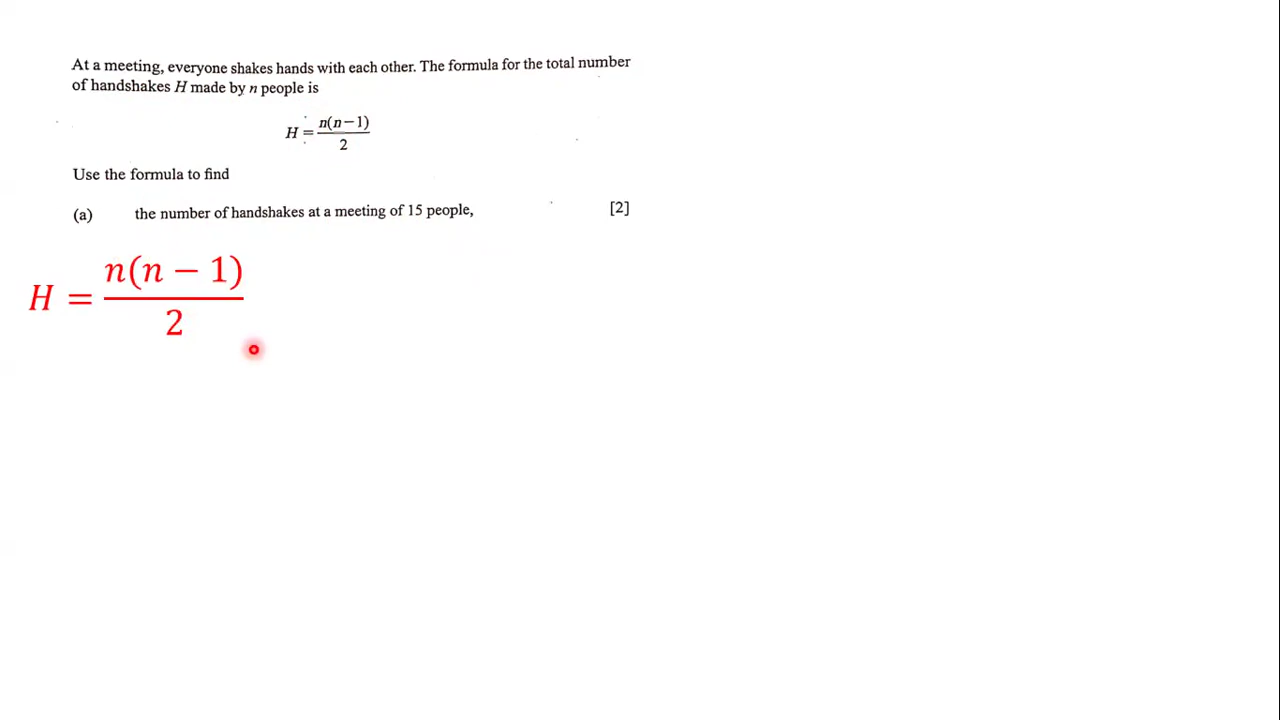 At a meeting, everyone shakes hands with each other. The formula for the total number
of handshakes H made by n people is
H = n(n−1)/2
Use the formula to find
(a) the number of handshakes at a meeting of 15 people, [2]
H = n(n − 1)/2